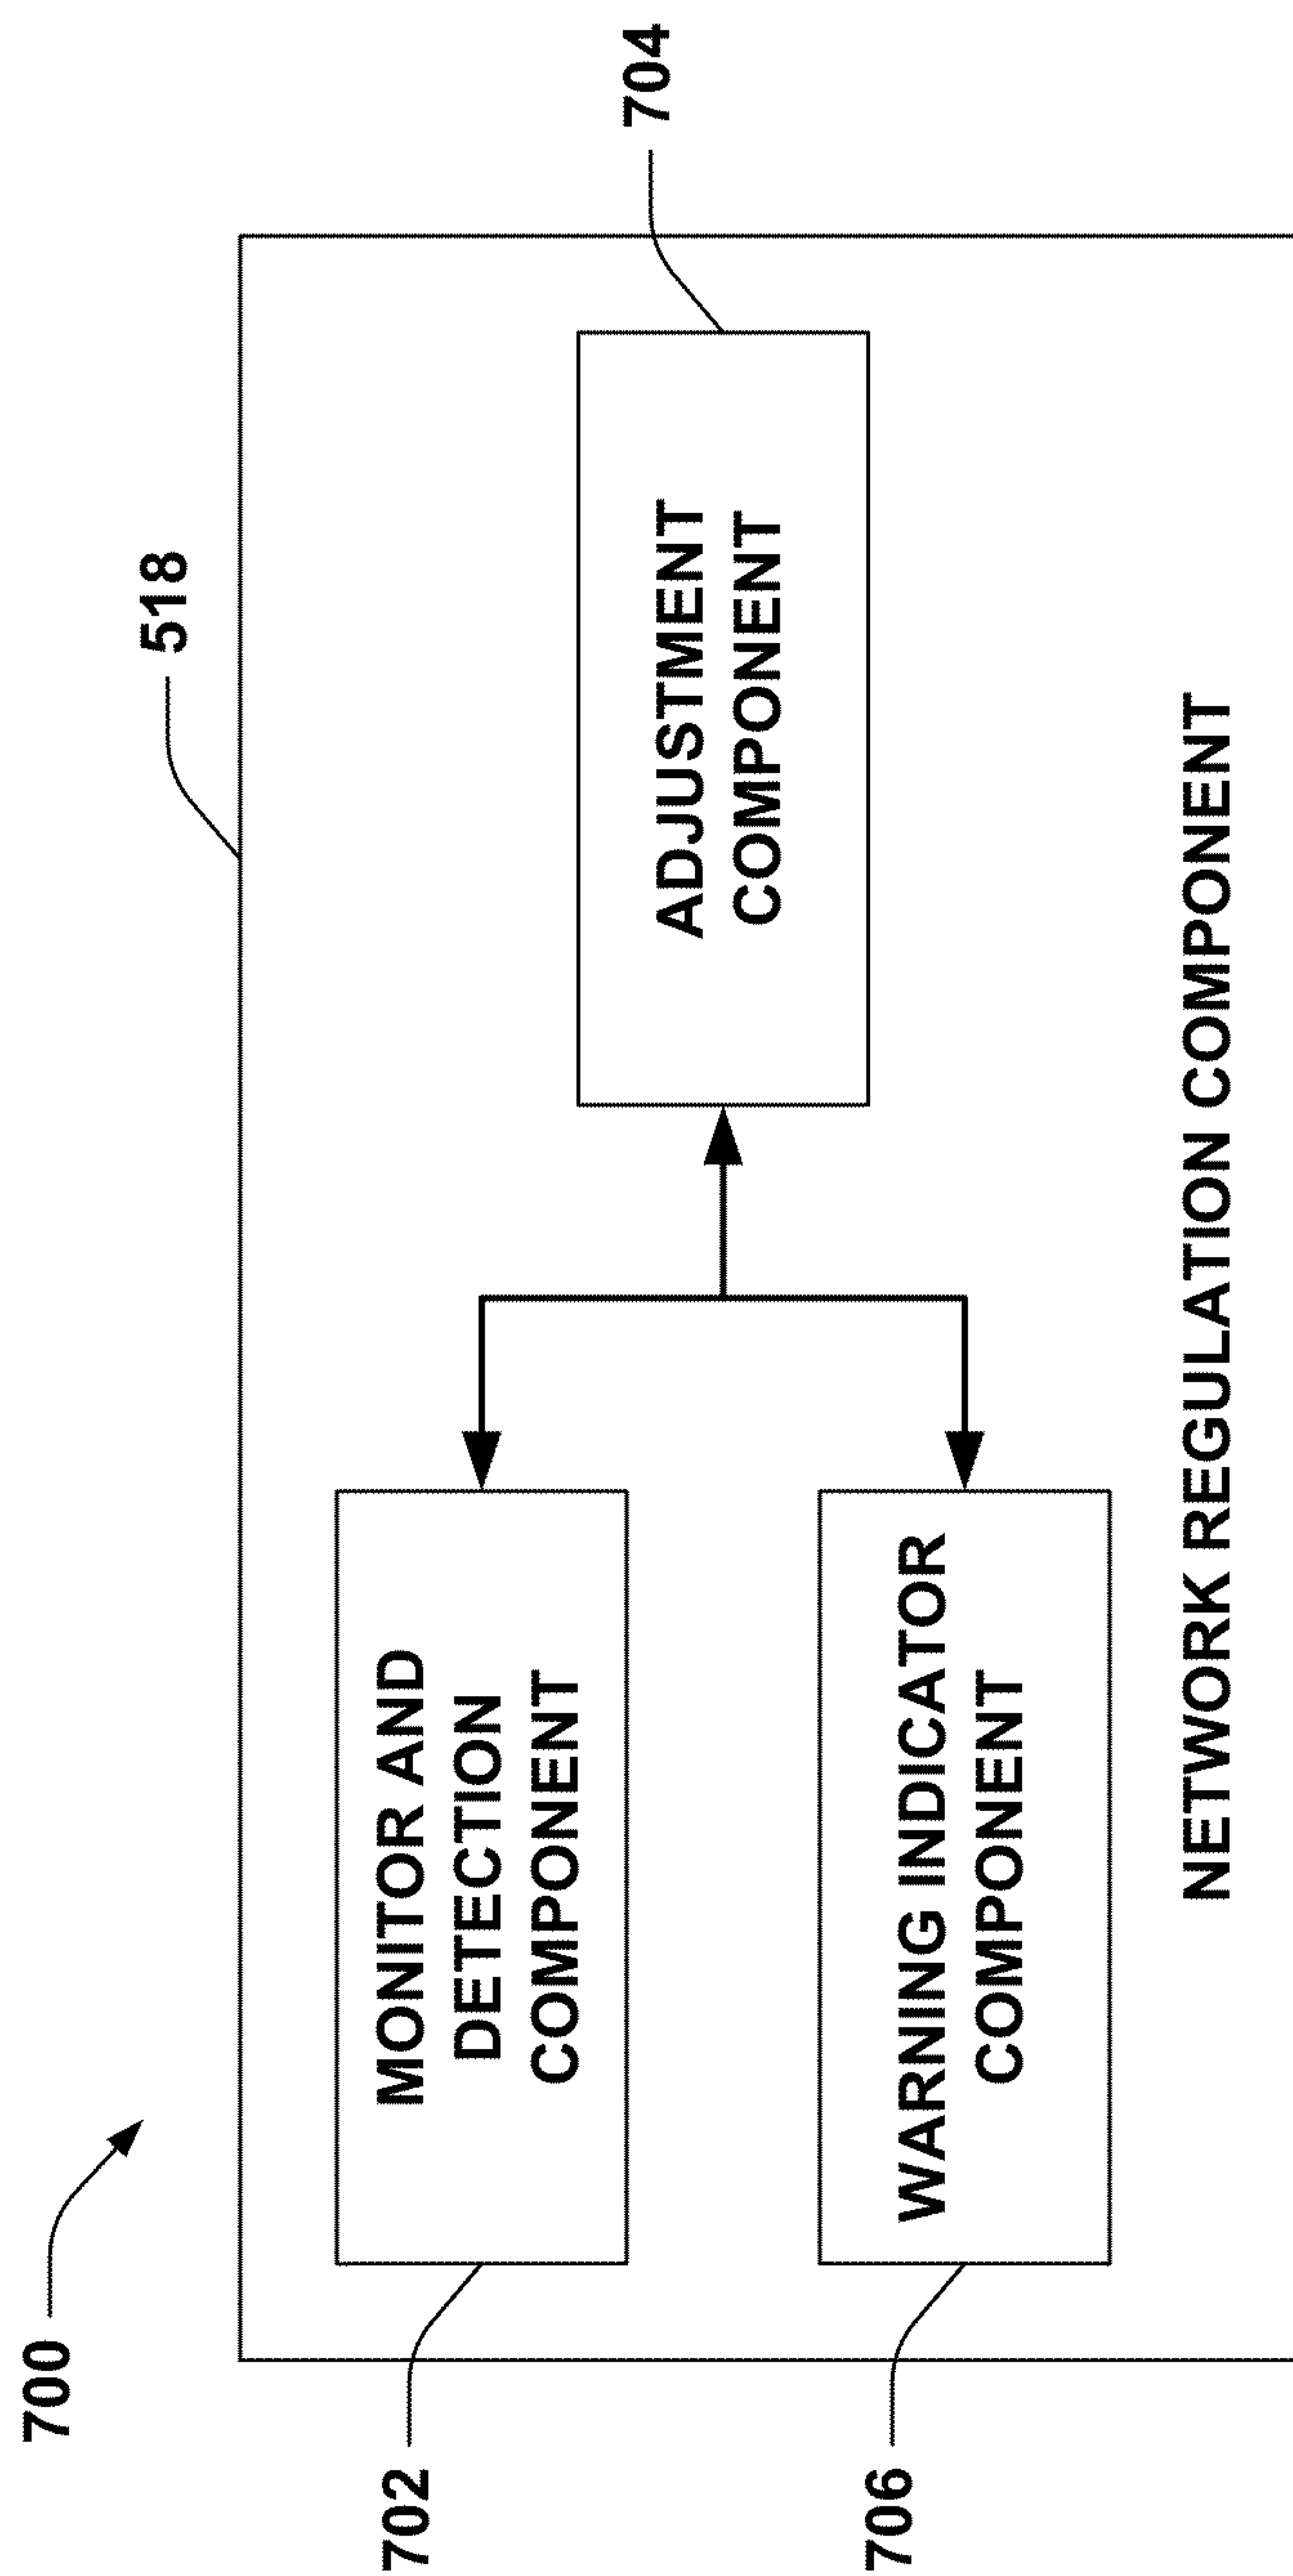 700
518
702
MONITOR AND
DETECTION
COMPONENT
704
ADJUSTMENT
COMPONENT
706
WARNING INDICATOR
COMPONENT
NETWORK REGULATION COMPONENT